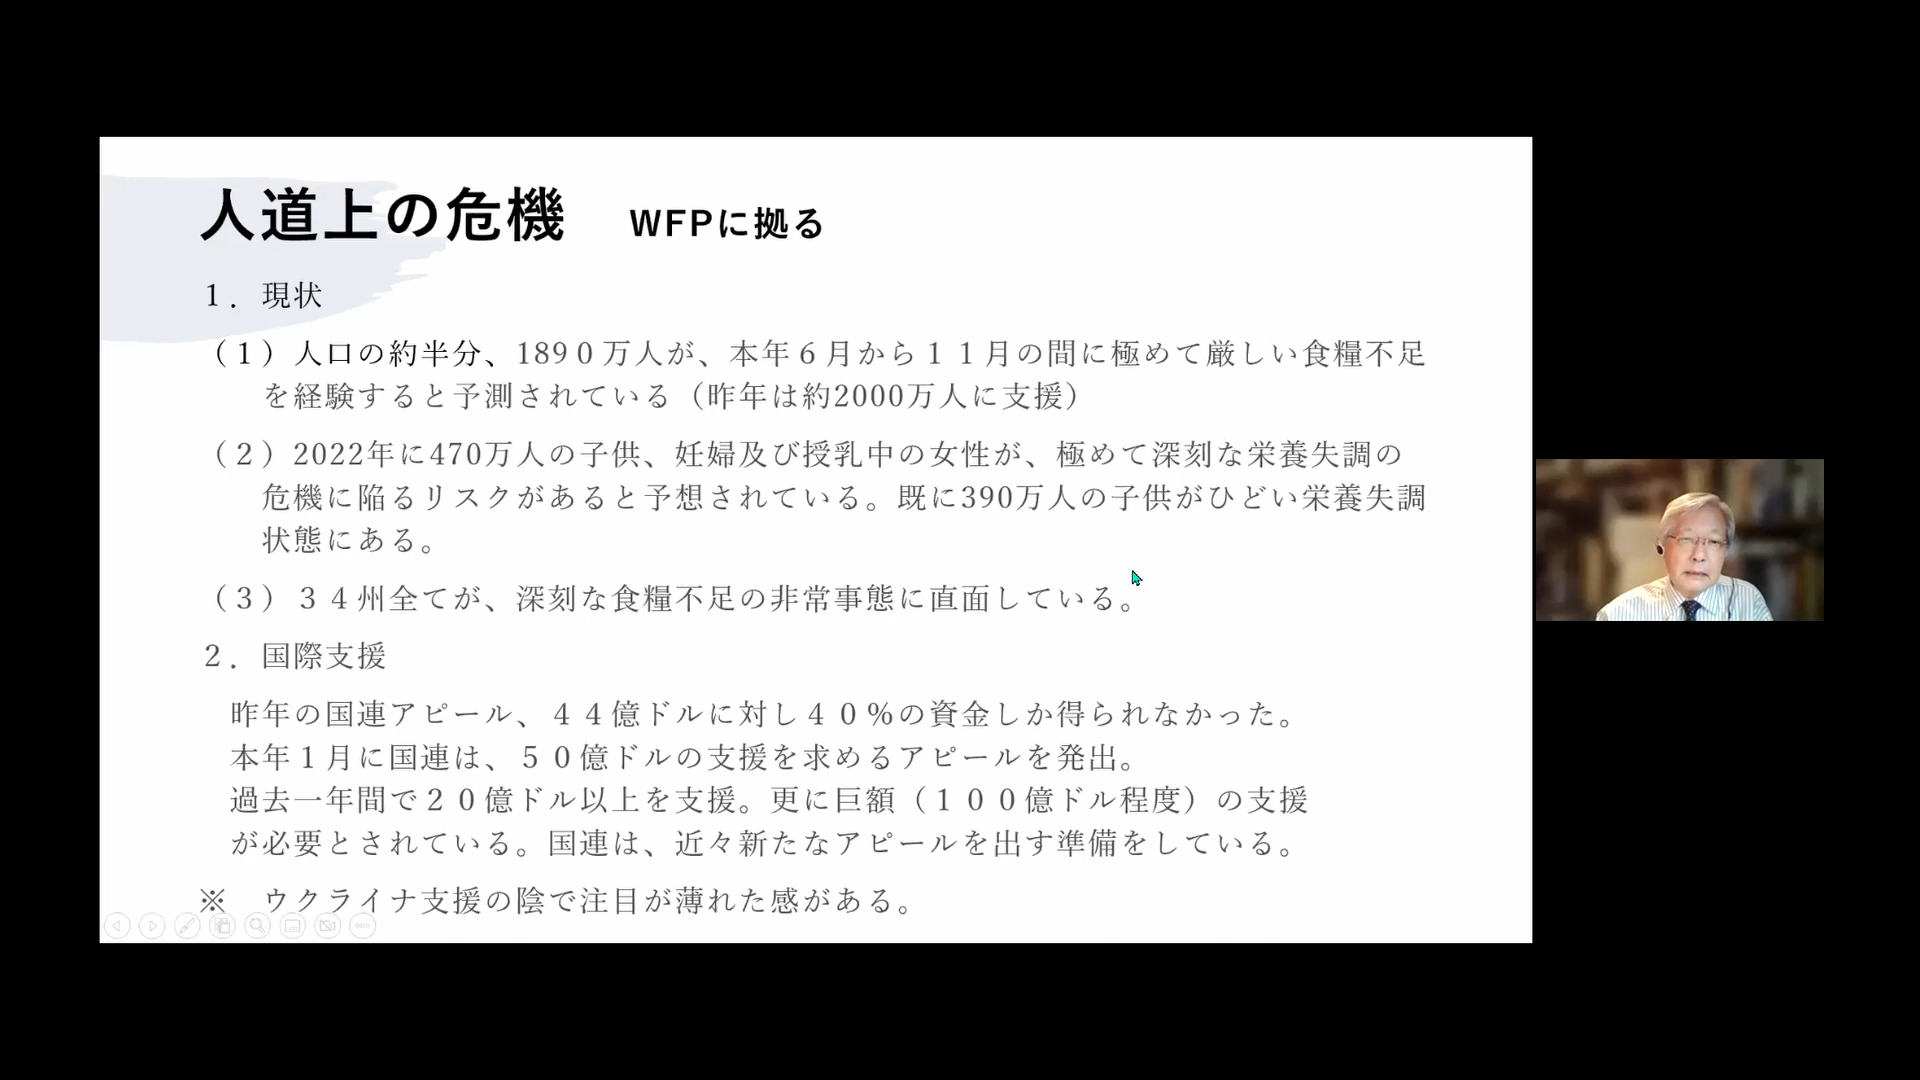 人道上の危機　WFPに拠る
１．現状
（１）人口の約半分、189０万人が、本年６月から１１月の間に極めて厳しい食糧不足
を経験すると予測されている（昨年は約2000万人に支援）
（２）2022年に470万人の子供、妊婦及び授乳中の女性が、極めて深刻な栄養失調の
危機に陥るリスクがあると予想されている。既に390万人の子供がひどい栄養失調
状態にある。
（３）３４州全てが、深刻な食糧不足の非常事態に直面している。
２．国際支援
昨年の国連アピール、４４億ドルに対し４０％の資金しか得られなかった。
本年１月に国連は、５０億ドルの支援を求めるアピールを発出。
過去一年間で２０億ドル以上を支援。更に巨額（１００億ドル程度）の支援
が必要とされている。国連は、近々新たなアピールを出す準備をしている。
※　ウクライナ支援の陰で注目が薄れた感がある。